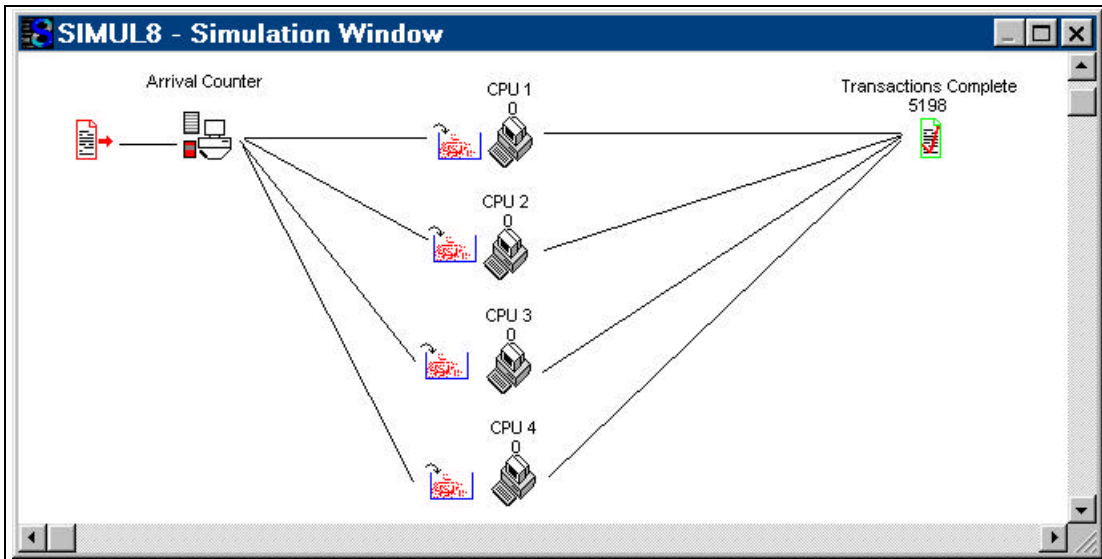 SIMUL8 - Simulation Window
Arrival Counter
CPU 1
0
Transactions Complete
5198
CPU 2
0
CPU 3
0
CPU 4
0